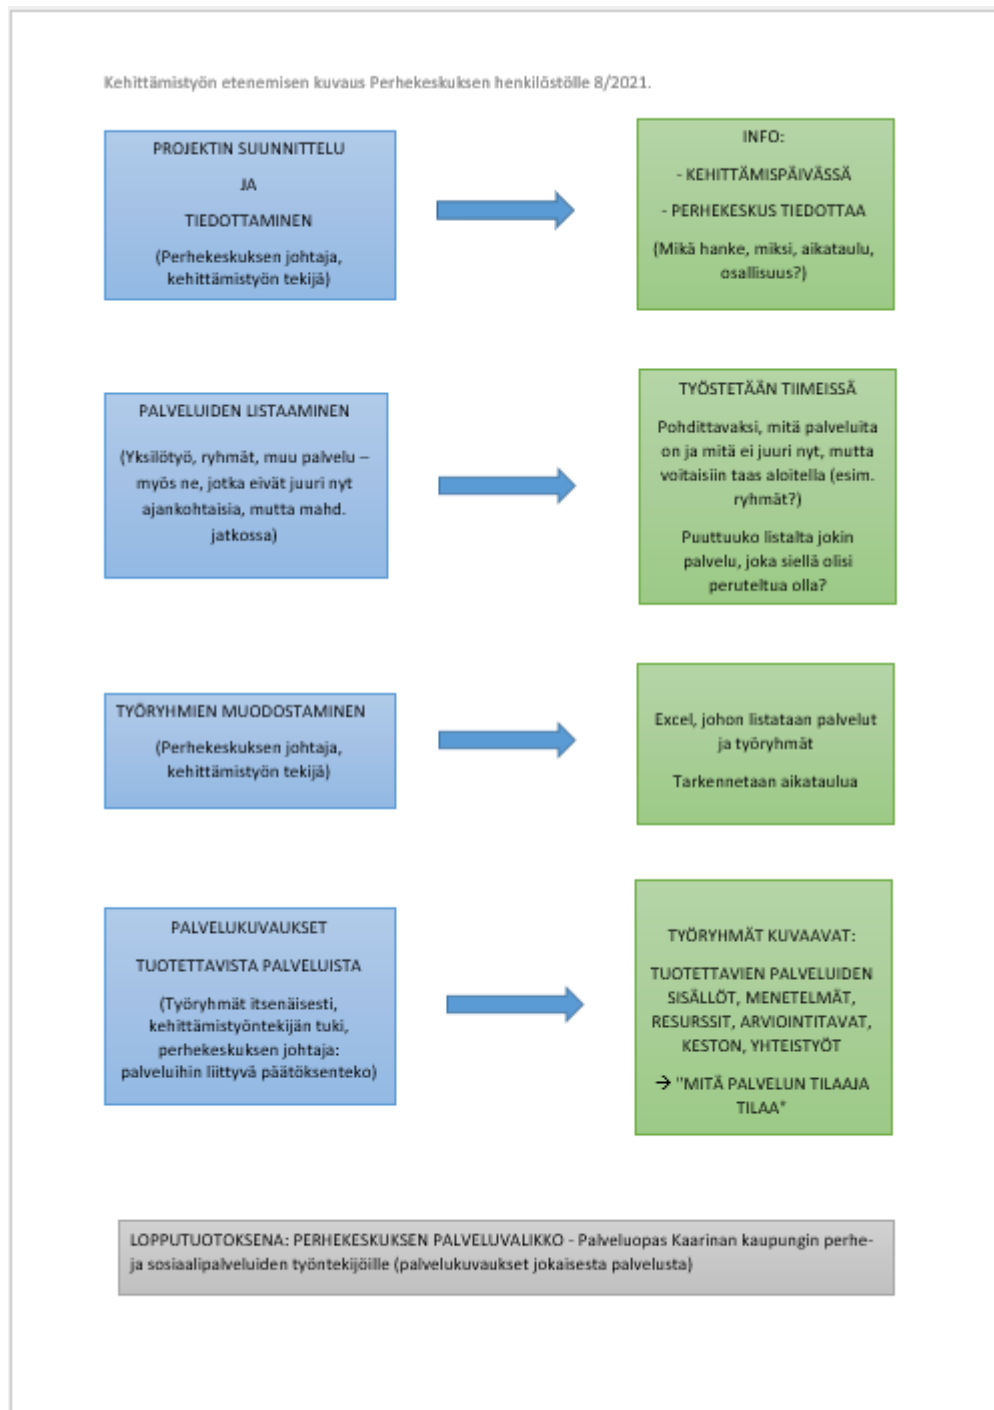 Kehittämistyön etenemisen kuvaus Perhekeskuksen henkilöstölle 8/2021.
PROJEKTIN SUUNNITTELU
JA
TIEDOTTAMINEN
(Perhekeskuksen johtaja,
kehittämistyön tekijä)
INFO:
- KEHITTÄMISPÄIVÄSSÄ
- PERHEKESKUS TIEDOTTAA
(Mikä hanke, miksi, aikataulu,
osallisuus?)
PALVELUIDEN LISTAAMINEN
(Yksilötyö, ryhmät, muu palvelu –
myös ne, jotka eivät juuri nyt
ajankohtaisia, mutta mahd.
jatkossa)
TYÖSTETÄÄN TIIMEISSÄ
Pohdittavaksi, mitä palveluita
on ja mitä ei juuri nyt, mutta
voitaisiin taas aloitella (esim.
ryhmät?)
Puuttuuko listalta jokin
palvelu, joka siellä olisi
peruteltua olla?
TYÖRYHMIEN MUODOSTAMINEN
(Perhekeskuksen johtaja,
kehittämistyön tekijä)
Excel, johon listataan palvelut
ja työryhmät
Tarkennetaan aikataulua
PALVELUKUVAUKSET
TUOTETTAVISTA PALVELUISTA
(Työryhmät itsenäisesti,
kehittämistyöntekijän tuki,
perhekeskuksen johtaja:
palveluihin liittyvä päätöksenteko)
TYÖRYHMÄT KUVAAVAT:
TUOTETTAVIEN PALVELUIDEN
SISÄLLÖT, MENETELMÄT,
RESURSSIT, ARVIOINTITAVAT,
KESTON, YHTEISTYÖT
→ "MITÄ PALVELUN TILAAJA
TILAA"
LOPPUTUOTOKSENA: PERHEKESKUKSEN PALVELUVALIKKO - Palveluopas Kaarinan kaupungin perhe-
ja sosiaalipalveluiden työntekijöille (palvelukuvaukset jokaisesta palvelusta)